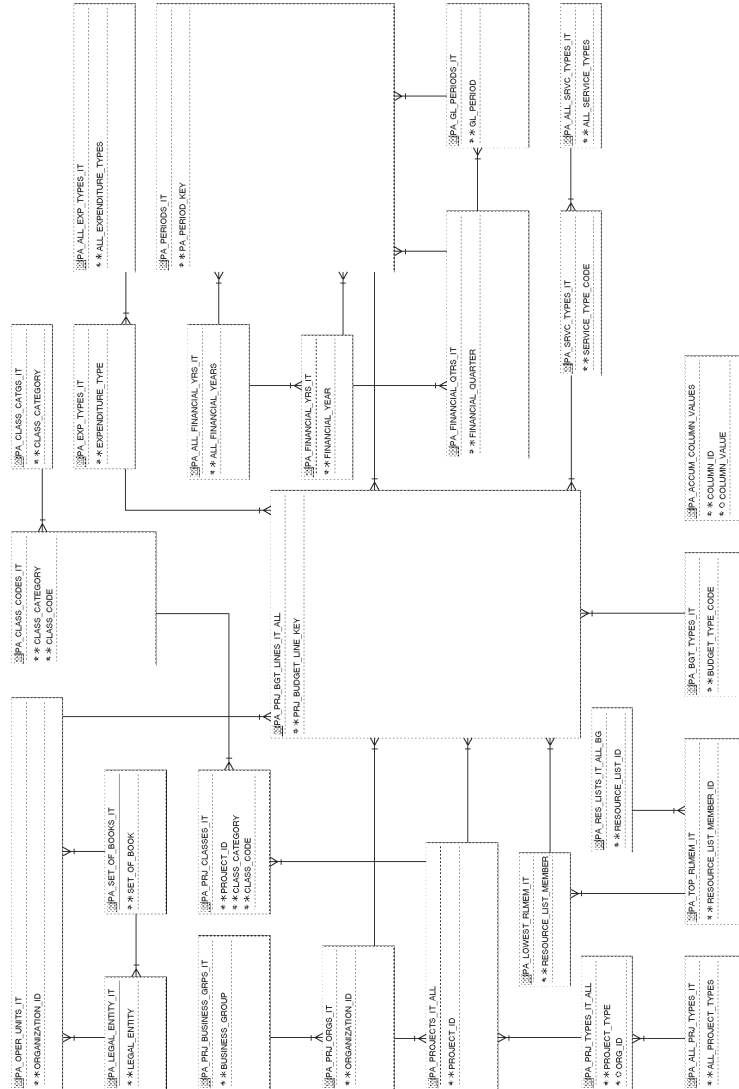 PA_OPER_UNITS_IT
* * ORGANIZATION_ID
PA_LEGAL_ENTITY_IT
* * LEGAL_ENTITY
PA_SET_OF_BOOKS_IT
* * SET_OF_BOOK
PA_PRJ_BUSINESS_GRPS_IT
* * BUSINESS_GROUP
PA_PRJ_CLASSES_IT
* * PROJECT_ID
* * CLASS_CATEGORY
* * CLASS_CODE
PA_PRJ_ORGS_IT
* * ORGANIZATION_ID
PA_PROJECTS_IT_ALL
* * PROJECT_ID
PA_LOWEST_RLMEM_IT
* * RESOURCE_LIST_MEMBER
PA_PRJ_TYPES_IT_ALL
* * PROJECT_TYPE
* O ORG_ID
PA_ALL_PRJ_TYPES_IT
* * ALL_PROJECT_TYPES
PA_RES_LISTS_IT_ALL_BG
* * RESOURCE_LIST_ID
PA_TOP_RLMEM_IT
* * RESOURCE_LIST_MEMBER_ID
PA_CLASS_CODES_IT
* * CLASS_CATEGORY
* * CLASS_CODE
PA_CLASS_CATGS_IT
* * CLASS_CATEGORY
PA_PRJ_BGT_LINES_IT_ALL
* * PRJ_BUDGET_LINE_KEY
PA_BGT_TYPES_IT
* * BUDGET_TYPE_CODE
PA_ACCUM_COLUMN_VALUES
* * COLUMN_ID
* O COLUMN_VALUE
PA_EXP_TYPES_IT
* * EXPENDITURE_TYPE
PA_ALL_EXP_TYPES_IT
* * ALL_EXPENDITURE_TYPES
PA_ALL_FINANCIAL_YRS_IT
* * ALL_FINANCIAL_YEARS
PA_FINANCIAL_YRS_IT
* * FINANCIAL_YEAR
PA_FINANCIAL_QTRS_IT
* * FINANCIAL_QUARTER
PA_PERIODS_IT
* * PA_PERIOD_KEY
PA_GL_PERIODS_IT
* * GL_PERIOD
PA_SRVC_TYPES_IT
* * SERVICE_TYPE_CODE
PA_ALL_SRVC_TYPES_IT
* * ALL_SERVICE_TYPES